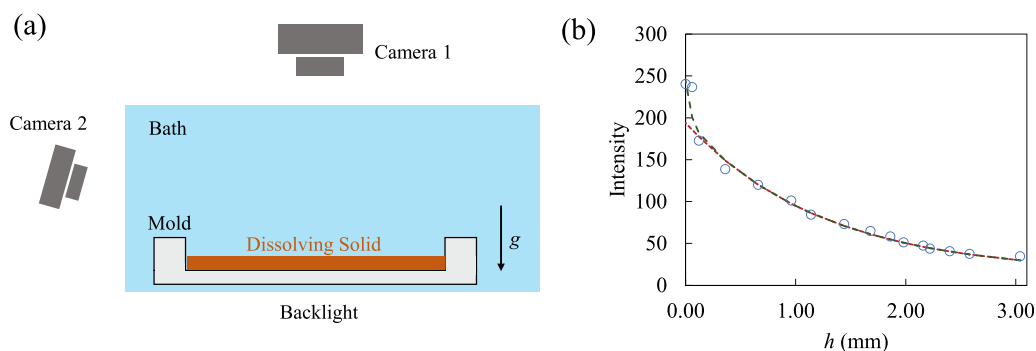 (a)
Camera 1
Camera 2
Bath
Mold
Dissolving Solid
g
Backlight
(b)
300
250
200
150
100
50
0
Intensity
0.00
1.00
2.00
3.00
h (mm)